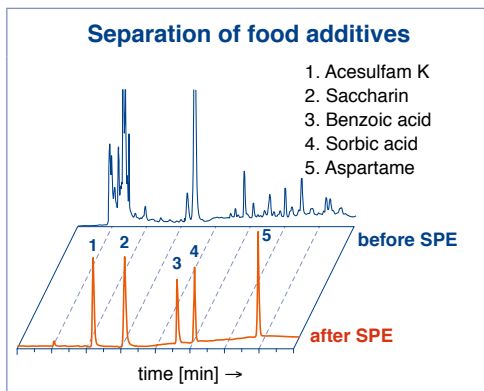 Separation of food additives
1. Acesulfam K
2. Saccharin
3. Benzoic acid
4. Sorbic acid
5. Aspartame
before SPE
1
2
3
4
5
after SPE
time [min] →